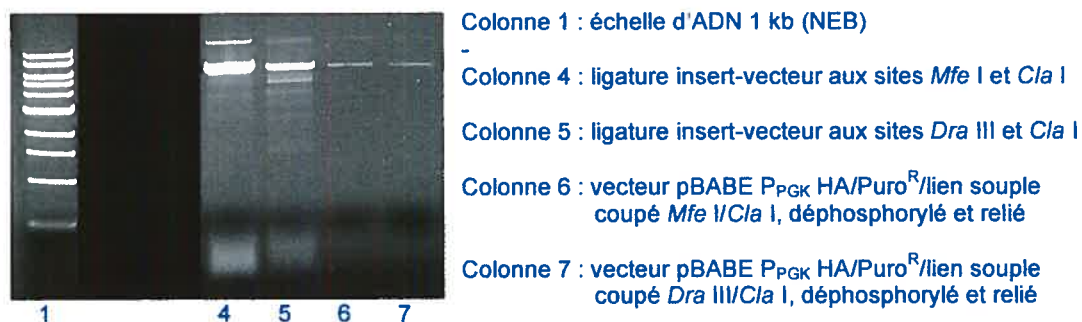 Colonne 1 : échelle d'ADN 1 kb (NEB)
-
Colonne 4 : ligature insert-vecteur aux sites Mfe I et Cla I
Colonne 5 : ligature insert-vecteur aux sites Dra III et Cla I
Colonne 6 : vecteur pBABE PPGK HA/PuroR/lien souple
coupé Mfe I/Cla I, déphosphorylé et relié
Colonne 7 : vecteur pBABE PPGK HA/PuroR/lien souple
coupé Dra III/Cla I, déphosphorylé et relié
1 4 5 6 7